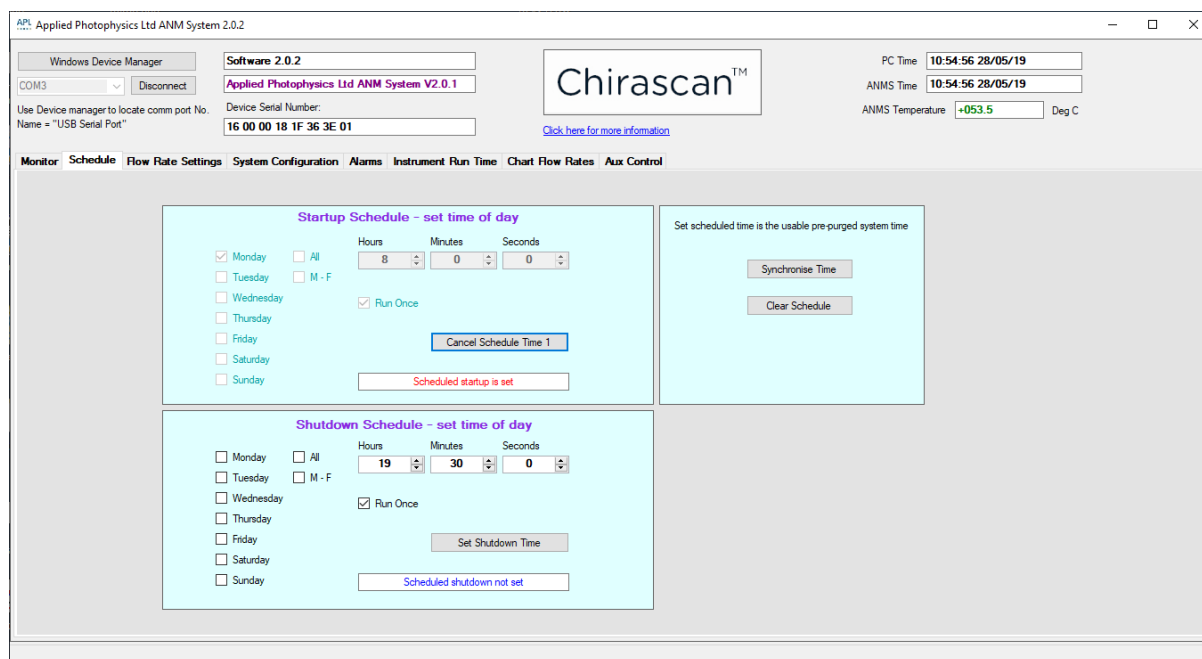 APL Applied Photophysics Ltd ANM System 2.0.2
Windows Device Manager
COM3
Disconnect
Use Device manager to locate comm port No.
Name = "USB Serial Port"
Software 2.0.2
Applied Photophysics Ltd ANM System V2.0.1
Device Serial Number:
16 00 00 18 1F 36 3E 01
Chirascan™
Click here for more information
PC Time 10:54:56 28/05/19
ANMS Time 10:54:56 28/05/19
ANMS Temperature +053.5 Deg C
Monitor Schedule Flow Rate Settings System Configuration Alarms Instrument Run Time Chart Flow Rates Aux Control
Startup Schedule - set time of day
Hours Minutes Seconds
Monday All 8 0 0
Tuesday M - F
Wednesday
Run Once
Thursday
Friday
Cancel Schedule Time 1
Saturday
Sunday
Scheduled startup is set
Set scheduled time is the usable pre-purged system time
Synchronise Time
Clear Schedule
Shutdown Schedule - set time of day
Hours Minutes Seconds
Monday All 19 30 0
Tuesday M - F
Wednesday
Run Once
Thursday
Friday
Set Shutdown Time
Saturday
Sunday
Scheduled shutdown not set